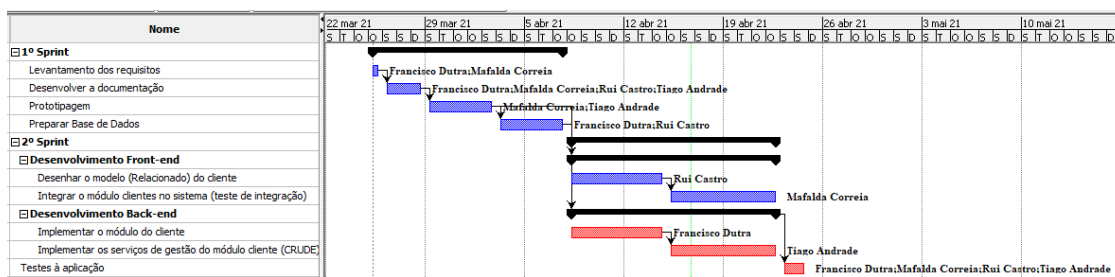 Nome
22 mar 21 29 mar 21 5 abr 21 12 abr 21 19 abr 21 26 abr 21 3 mai 21 10 mai 21
S T O O S S D S T O O S S D S T O O S S D S T O O S S D S T O O S S D S T O O S S D S T O O S S D S T O O S S D
1º Sprint
Levantamento dos requisitos Francisco Dutra;Mafalda Correia
Desenvolver a documentação Francisco Dutra;Mafalda Correia;Rui Castro;Tiago Andrade
Prototipagem Mafalda Correia;Tiago Andrade
Preparar Base de Dados Francisco Dutra;Rui Castro
2º Sprint
Desenvolvimento Front-end
Desenhar o modelo (Relacionado) do cliente Rui Castro
Integrar o módulo clientes no sistema (teste de integração) Mafalda Correia
Desenvolvimento Back-end
Implementar o módulo do cliente Francisco Dutra
Implementar os serviços de gestão do módulo cliente (CRUDE) Tiago Andrade
Testes à aplicação Francisco Dutra;Mafalda Correia;Rui Castro;Tiago Andrade